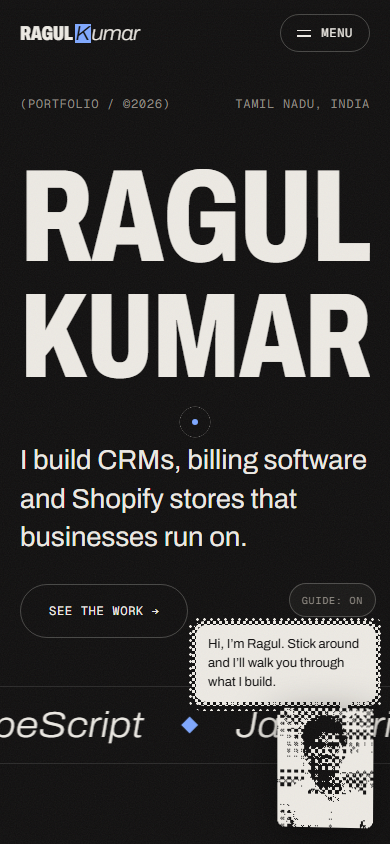 RAGUL Kumar
MENU
(PORTFOLIO / ©2026)
TAMIL NADU, INDIA
RAGUL
KUMAR
I build CRMs, billing software
and Shopify stores that
businesses run on.
GUIDE: ON
SEE THE WORK →
Hi, I’m Ragul. Stick around
and I’ll walk you through
what I build.
peScript